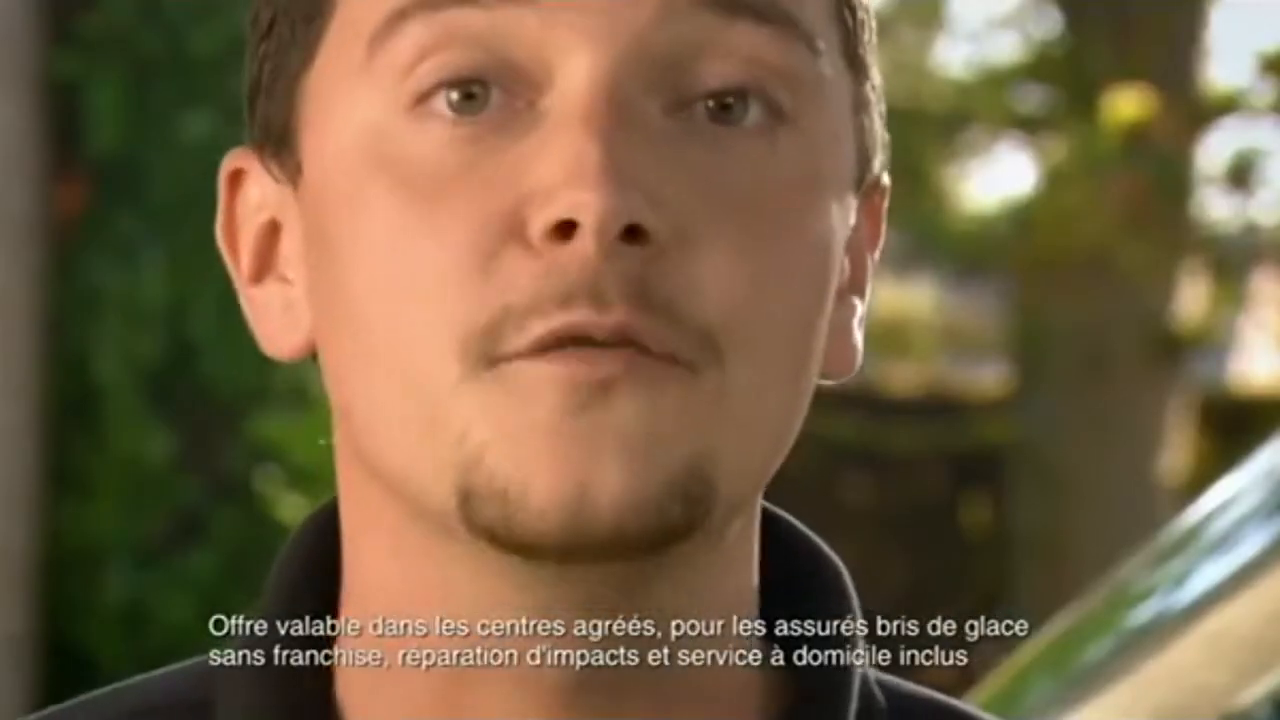 Offre valable dans les centres agréés, pour les assurés bris de glace
sans franchise, réparation d'impacts et service à domicile inclus